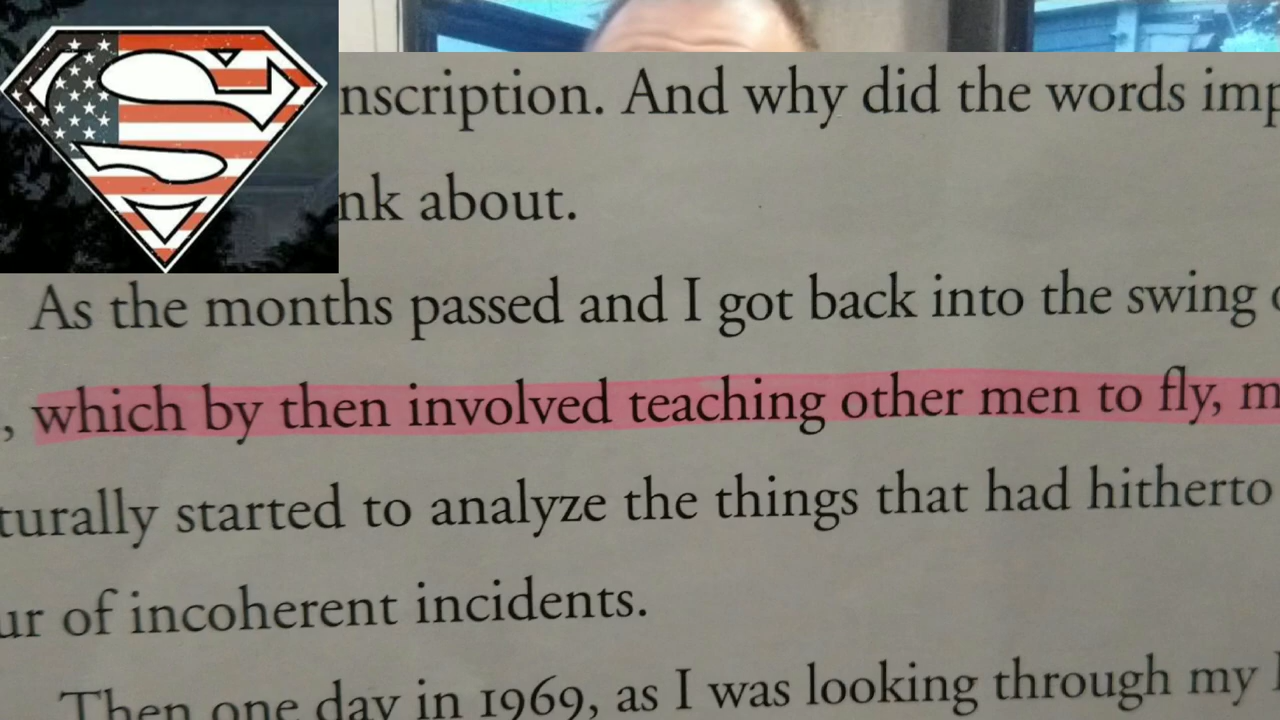 nscription. And why did the words imp
nk about.
As the months passed and I got back into the swing
, which by then involved teaching other men to fly, m
turally started to analyze the things that had hitherto
ur of incoherent incidents.
Then one day in 1969, as I was looking through my